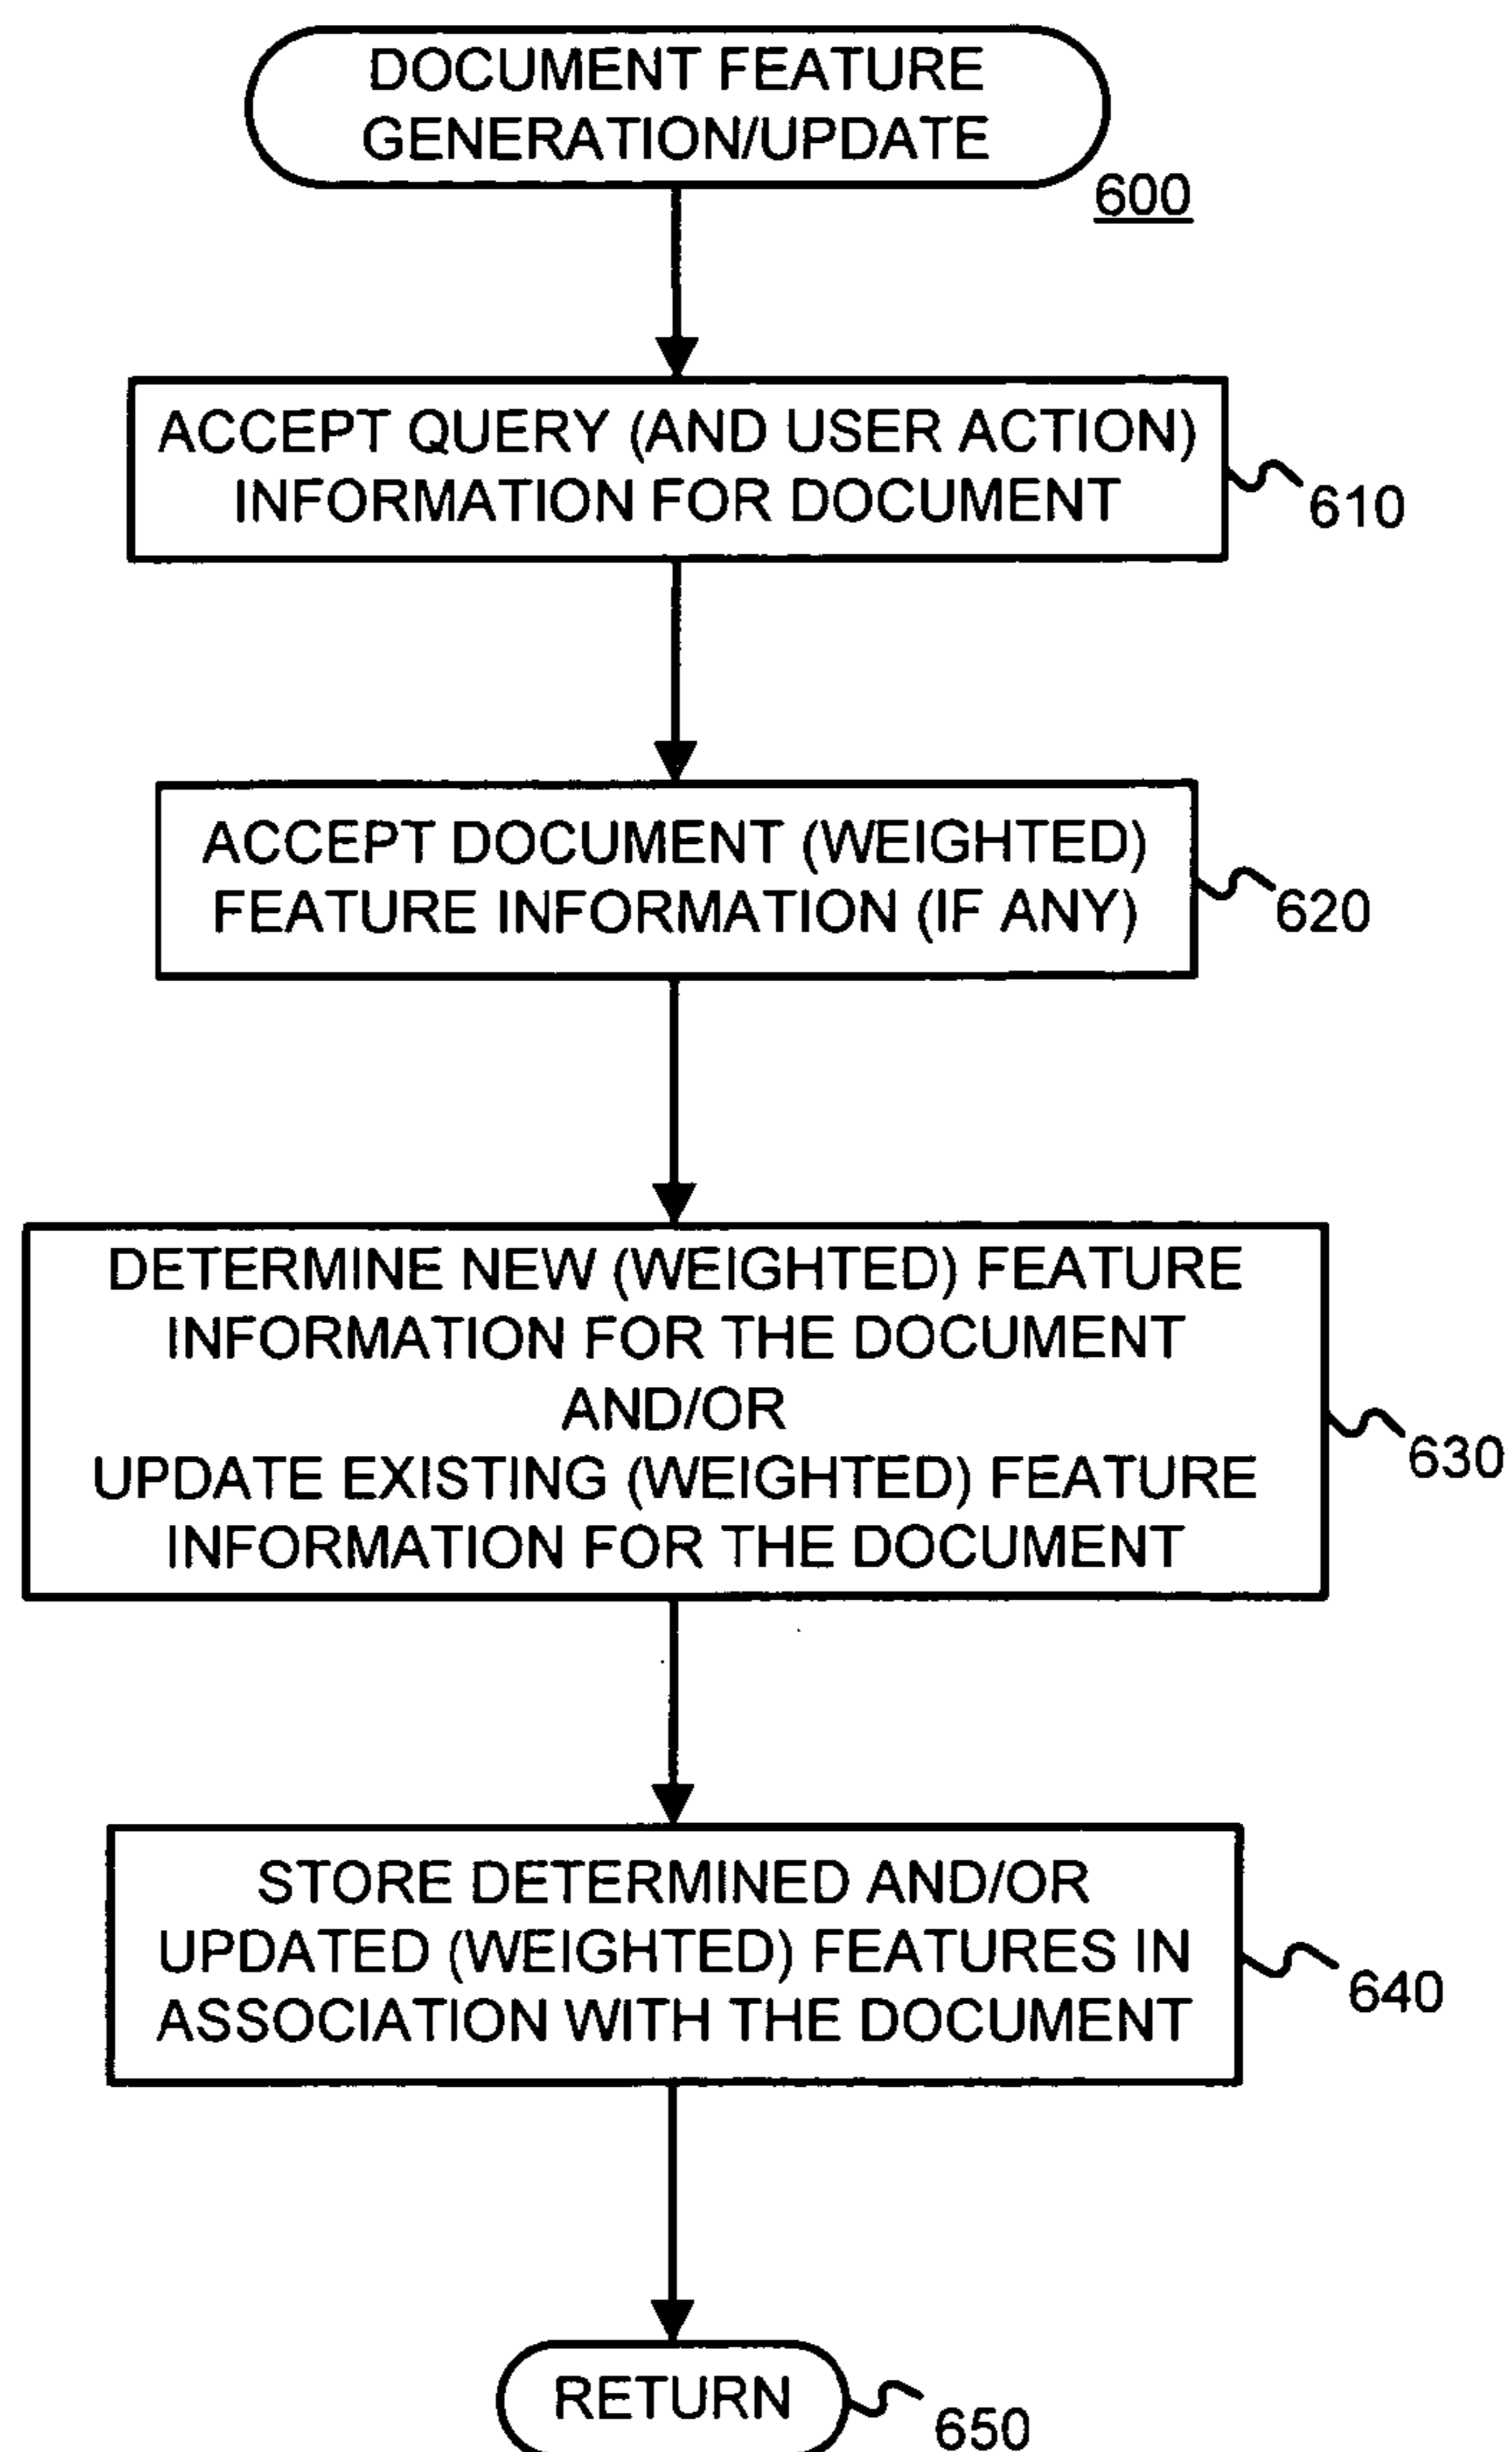 DOCUMENT FEATURE
GENERATION/UPDATE
600
ACCEPT QUERY (AND USER ACTION)
INFORMATION FOR DOCUMENT
610
ACCEPT DOCUMENT (WEIGHTED)
FEATURE INFORMATION (IF ANY)
620
DETERMINE NEW (WEIGHTED) FEATURE
INFORMATION FOR THE DOCUMENT
AND/OR
UPDATE EXISTING (WEIGHTED) FEATURE
INFORMATION FOR THE DOCUMENT
630
STORE DETERMINED AND/OR
UPDATED (WEIGHTED) FEATURES IN
ASSOCIATION WITH THE DOCUMENT
640
RETURN
650